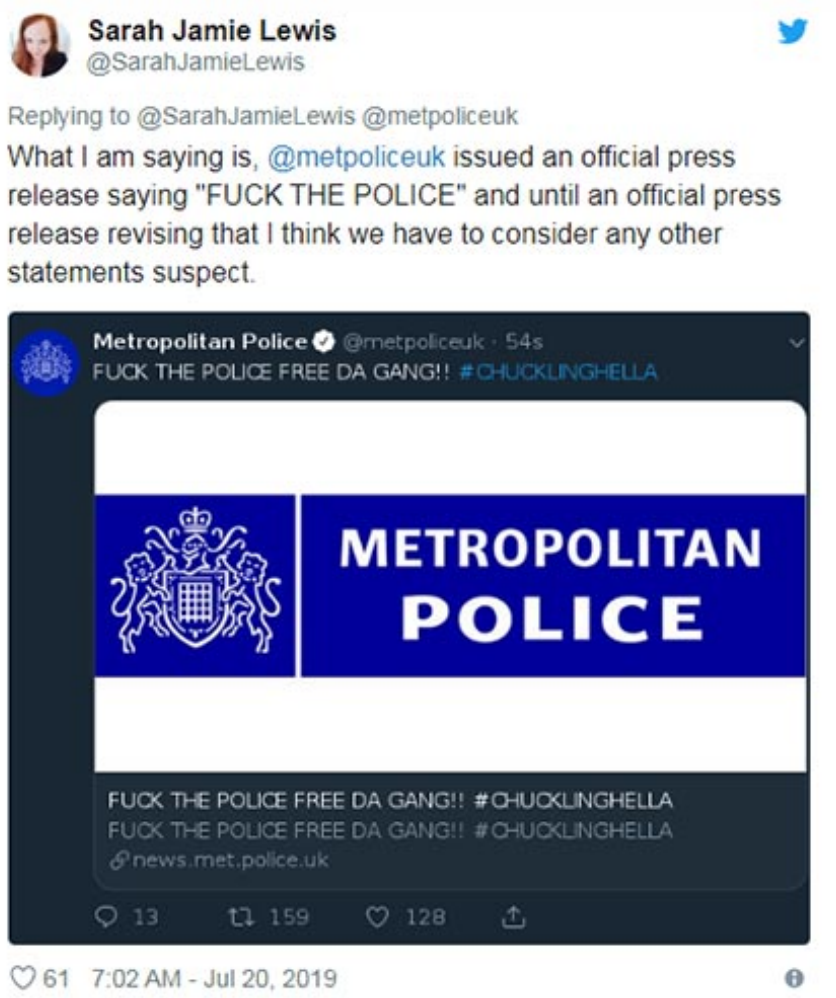 Sarah Jamie Lewis
@SarahJamieLewis
Replying to @SarahJamieLewis @metpoliceuk
What I am saying is, @metpoliceuk issued an official press
release saying "FUCK THE POLICE" and until an official press
release revising that I think we have to consider any other
statements suspect.
Metropolitan Police @metpoliceuk · 54s
FUCK THE POLICE FREE DA GANG!! #CHUCKLINGHELLA
METROPOLITAN
POLICE
FUCK THE POLICE FREE DA GANG!! #CHUCKLINGHELLA
FUCK THE POLICE FREE DA GANG!! #CHUCKLINGHELLA
news.met.police.uk
13 159 128
61 7:02 AM - Jul 20, 2019